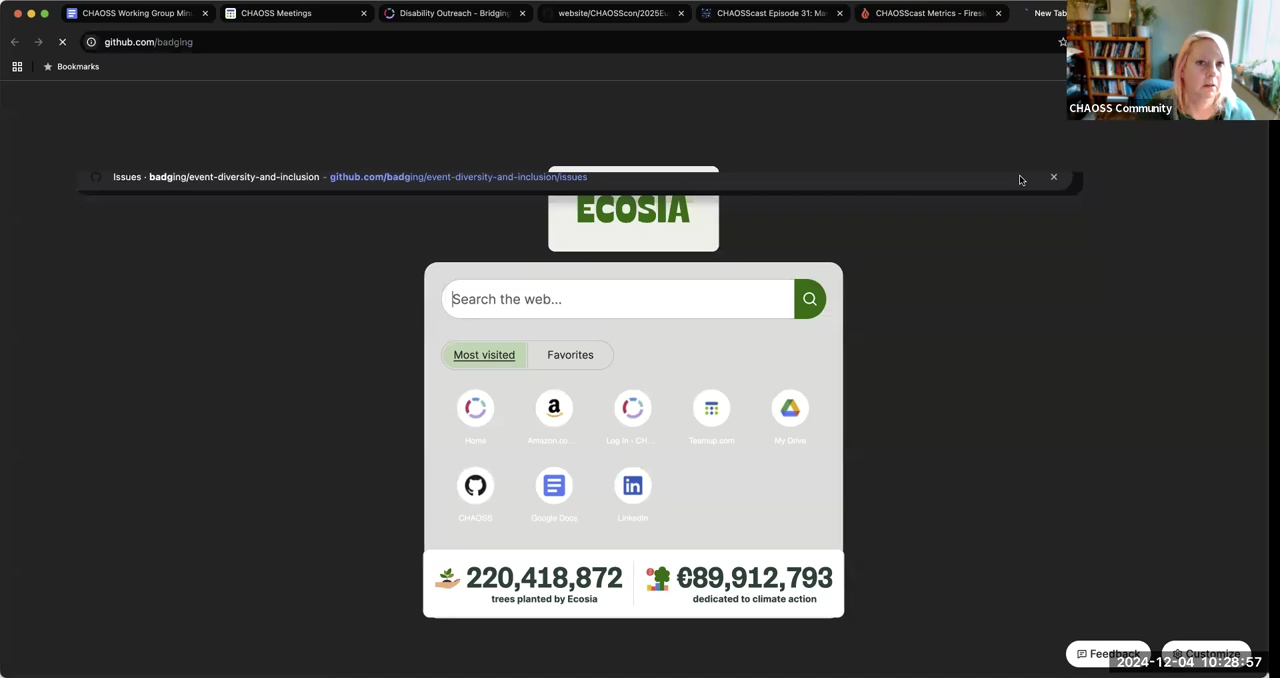 CHAOSS Working Group Min
CHAOSS Meetings
Disability Outreach - Bridging
website/CHAOSScon/2025Eu
CHAOSScast Episode 31: Ma
CHAOSScast Metrics - Firesi
New Tab
github.com/badging
Bookmarks
CHAOSS Community
Issues · badging/event-diversity-and-inclusion - github.com/badging/event-diversity-and-inclusion/issues
ECOSIA
Search the web...
Most visited
Favorites
Home
Amazon.co...
Log In - CH...
Teamup.com
My Drive
CHAOSS
Google Docs
LinkedIn
220,418,872
trees planted by Ecosia
€89,912,793
dedicated to climate action
Feedback
Customize
2024-12-04 10:28:57